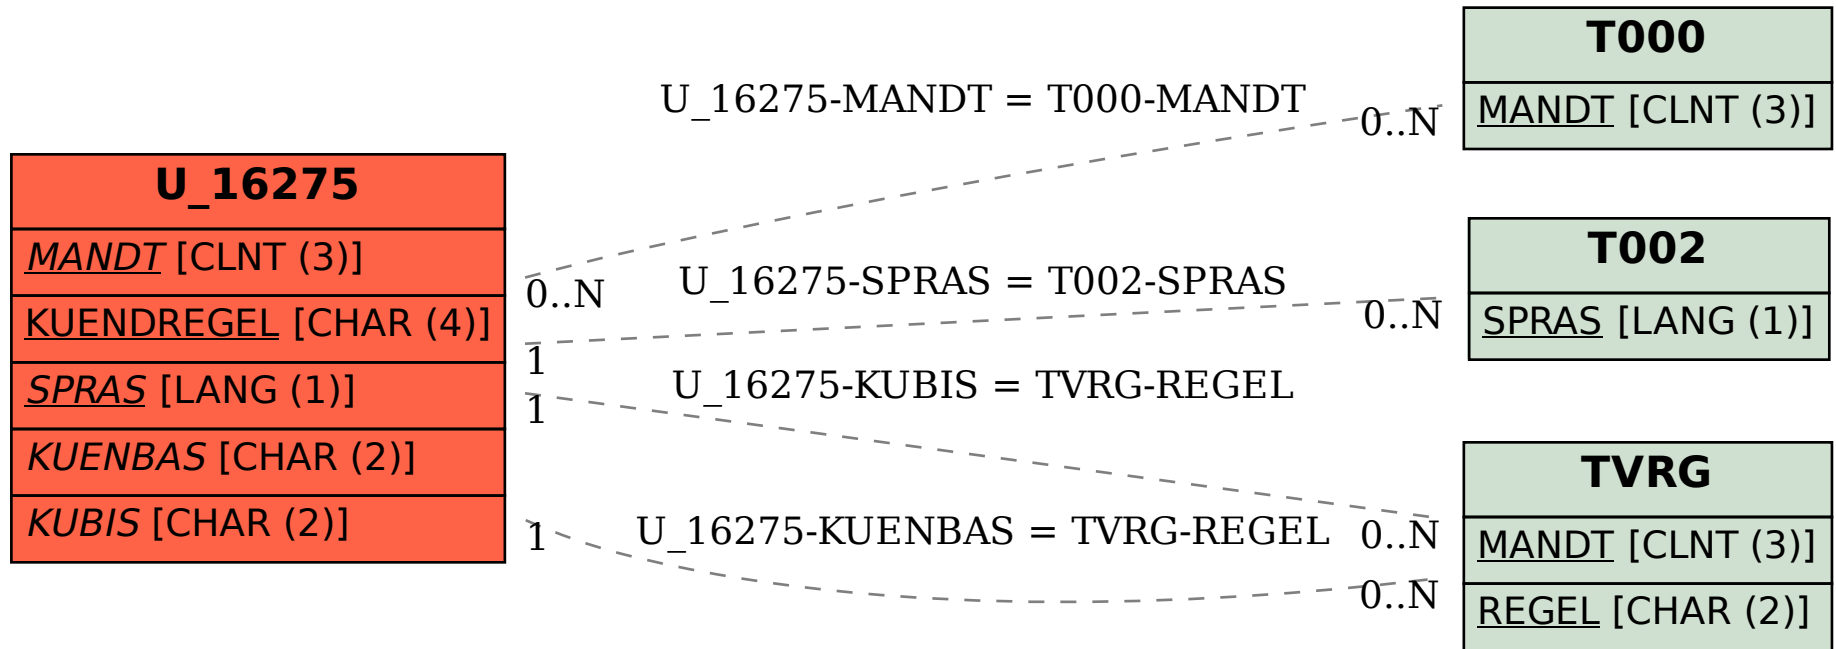 T000
MANDT [CLNT (3)]
U_16275-MANDT = T000-MANDT
0..N
U_16275
MANDT [CLNT (3)]
KUENDREGEL [CHAR (4)]
SPRAS [LANG (1)]
KUENBAS [CHAR (2)]
KUBIS [CHAR (2)]
0..N
U_16275-SPRAS = T002-SPRAS
0..N
1
T002
SPRAS [LANG (1)]
U_16275-KUBIS = TVRG-REGEL
1
0..N
U_16275-KUENBAS = TVRG-REGEL
1
0..N
TVRG
MANDT [CLNT (3)]
REGEL [CHAR (2)]